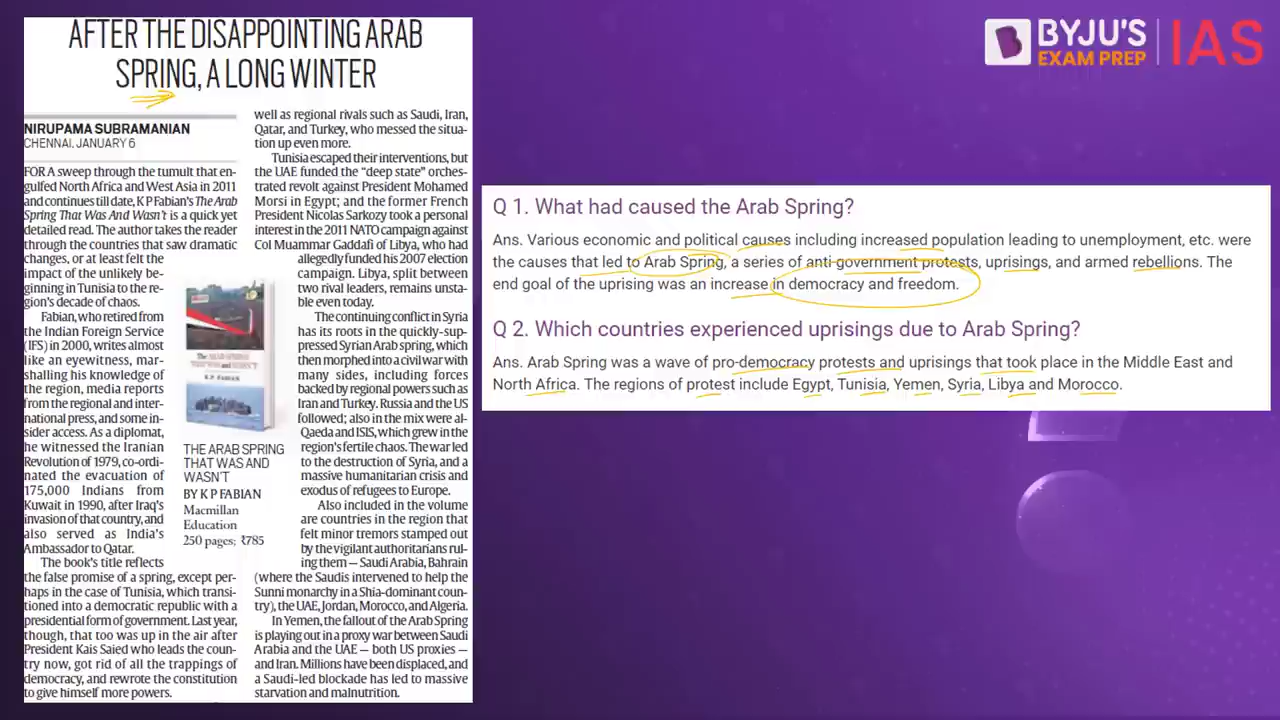 AFTER THE DISAPPOINTING ARAB
SPRING, A LONG WINTER
NIRUPAMA SUBRAMANIAN
CHENNAI, JANUARY 6
FOR A sweep through the tumult that en-
gulfed North Africa and West Asia in 2011
and continues till date, K P Fabian's The Arab
Spring That Was And Wasn't is a quick yet
detailed read. The author takes the reader
through the countries that saw dramatic
changes, or at least felt the
impact of the unlikely be-
ginning in Tunisia to the re-
gion's decade of chaos.
Fabian, who retired from
the Indian Foreign Service
(IFS) in 2000, writes almost
like an eyewitness, mar-
shalling his knowledge of
the region, media reports
from the regional and inter-
national press, and some in-
sider access. As a diplomat,
he witnessed the Iranian
Revolution of 1979, co-ordi-
nated the evacuation of
175,000 Indians from
Kuwait in 1990, after Iraq's
invasion of that country, and
also served as India's
Ambassador to Qatar.
The book's title reflects
the false promise of a spring, except per-
haps in the case of Tunisia, which transi-
tioned into a democratic republic with a
presidential form of government. Last year,
though, that too was up in the air after
President Kais Saied who leads the coun-
try now, got rid of all the trappings of
democracy, and rewrote the constitution
to give himself more powers.
THE ARAB SPRING
THAT WAS AND
WASN'T
BY K P FABIAN
Macmillan
Education
250 pages; ₹785
well as regional rivals such as Saudi, Iran,
Qatar, and Turkey, who messed the situa-
tion up even more.
Tunisia escaped their interventions, but
the UAE funded the "deep state" orches-
trated revolt against President Mohamed
Morsi in Egypt; and the former French
President Nicolas Sarkozy took a personal
interest in the 2011 NATO campaign against
Col Muammar Gaddafi of Libya, who had
allegedly funded his 2007 election
campaign. Libya, split between
two rival leaders, remains unsta-
ble even today.
The continuing conflict in Syria
has its roots in the quickly-sup-
pressed Syrian Arab spring, which
then morphed into a civil war with
many sides, including forces
backed by regional powers such as
Iran and Turkey. Russia and the US
followed; also in the mix were al-
Qaeda and ISIS, which grew in the
region's fertile chaos. The war led
to the destruction of Syria, and a
massive humanitarian crisis and
exodus of refugees to Europe.
Also included in the volume
are countries in the region that
felt minor tremors stamped out
by the vigilant authoritarians rul-
ing them — Saudi Arabia, Bahrain
(where the Saudis intervened to help the
Sunni monarchy in a Shia-dominant coun-
try), the UAE, Jordan, Morocco, and Algeria.
In Yemen, the fallout of the Arab Spring
is playing out in a proxy war between Saudi
Arabia and the UAE — both US proxies —
and Iran. Millions have been displaced, and
a Saudi-led blockade has led to massive
starvation and malnutrition.
BYJU'S
EXAM PREP
IAS
Q 1. What had caused the Arab Spring?
Ans. Various economic and political causes including increased population leading to unemployment, etc. were
the causes that led to Arab Spring, a series of anti-government protests, uprisings, and armed rebellions. The
end goal of the uprising was an increase in democracy and freedom.
Q 2. Which countries experienced uprisings due to Arab Spring?
Ans. Arab Spring was a wave of pro-democracy protests and uprisings that took place in the Middle East and
North Africa. The regions of protest include Egypt, Tunisia, Yemen, Syria, Libya and Morocco.